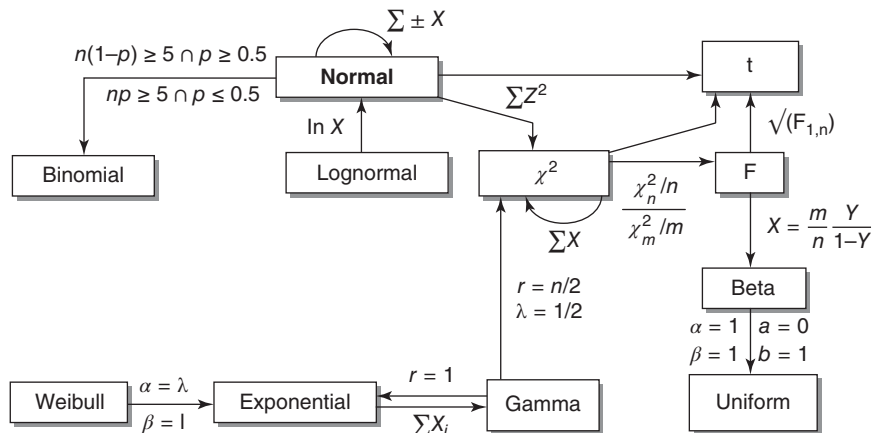 ∑ ± X
n(1–p) ≥ 5 ∩ p ≥ 0.5
Normal
t
np ≥ 5 ∩ p ≤ 0.5
∑Z²
ln X
√(F₁,ₙ)
Binomial
Lognormal
χ²
F
χ²ₙ/n
χ²ₘ/m
∑X
X = m/n Y/1–Y
r = n/2
λ = 1/2
Beta
α = 1 a = 0
β = 1 b = 1
Weibull
α = λ
β = I
Exponential
r = 1
∑Xᵢ
Gamma
Uniform